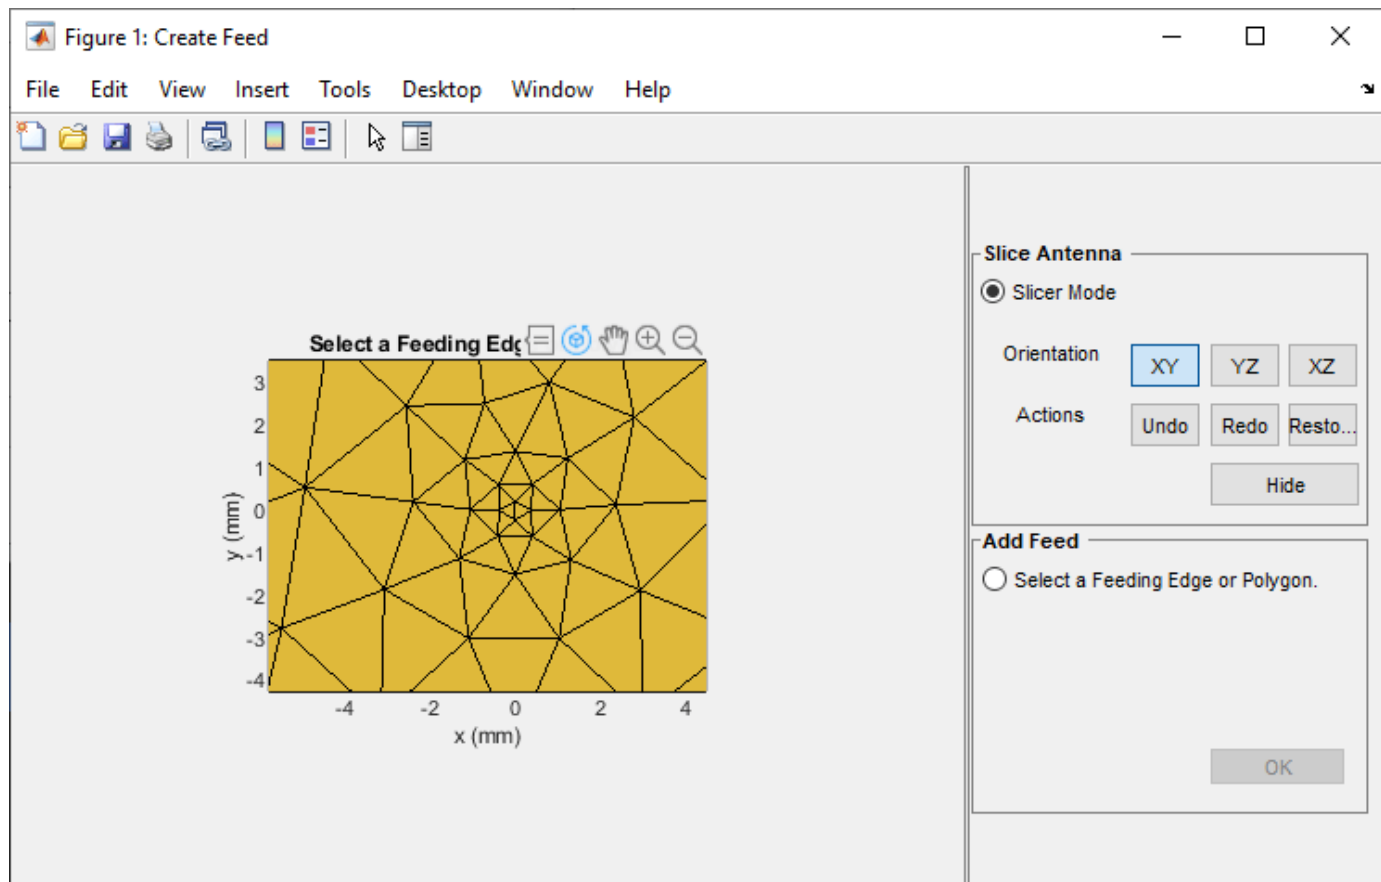 Figure 1: Create Feed
File Edit View Insert Tools Desktop Window Help
Slice Antenna
Slicer Mode
Orientation XY YZ XZ
Actions Undo Redo Resto...
Hide
Add Feed
Select a Feeding Edge or Polygon.
OK
Select a Feeding Edg
3
2
1
0
-1
-2
-3
-4
y (mm)
-4 -2 0 2 4
x (mm)